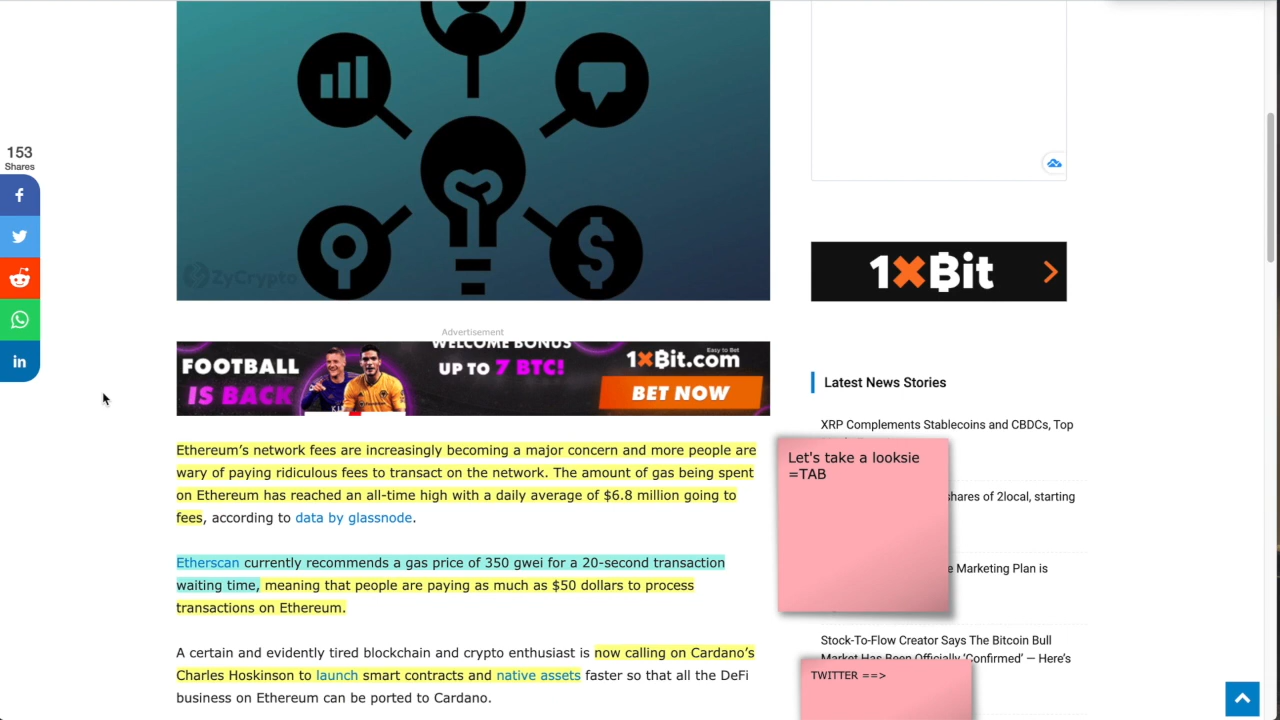 153
Shares
ZyCrypto
1×Bit
Advertisement
FOOTBALL
IS BACK
WELCOME BONUS
UP TO 7 BTC!
Easy to Bet
1×Bit.com
BET NOW
Latest News Stories
XRP Complements Stablecoins and CBDCs, Top
Ethereum’s network fees are increasingly becoming a major concern and more people are
wary of paying ridiculous fees to transact on the network. The amount of gas being spent
on Ethereum has reached an all-time high with a daily average of $6.8 million going to
fees, according to data by glassnode.
Let's take a looksie
=TAB
shares of 2local, starting
Etherscan currently recommends a gas price of 350 gwei for a 20-second transaction
waiting time, meaning that people are paying as much as $50 dollars to process
transactions on Ethereum.
e Marketing Plan is
A certain and evidently tired blockchain and crypto enthusiast is now calling on Cardano’s
Charles Hoskinson to launch smart contracts and native assets faster so that all the DeFi
business on Ethereum can be ported to Cardano.
Stock-To-Flow Creator Says The Bitcoin Bull
Market Has Been Officially ‘Confirmed’ — Here’s
TWITTER ==>